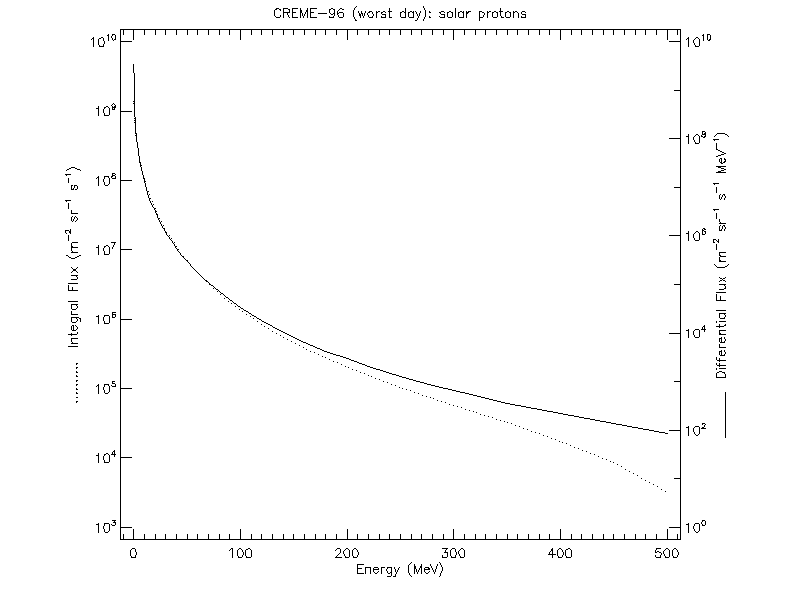 CREME-96 (worst day): solar protons
10¹⁰
10⁹
10⁸
10⁷
10⁶
10⁵
10⁴
10³
Integral Flux (m⁻² sr⁻¹ s⁻¹)
10¹⁰
10⁸
10⁶
10⁴
10²
10⁰
Differential Flux (m⁻² sr⁻¹ s⁻¹ MeV⁻¹)
0 100 200 300 400 500
Energy (MeV)